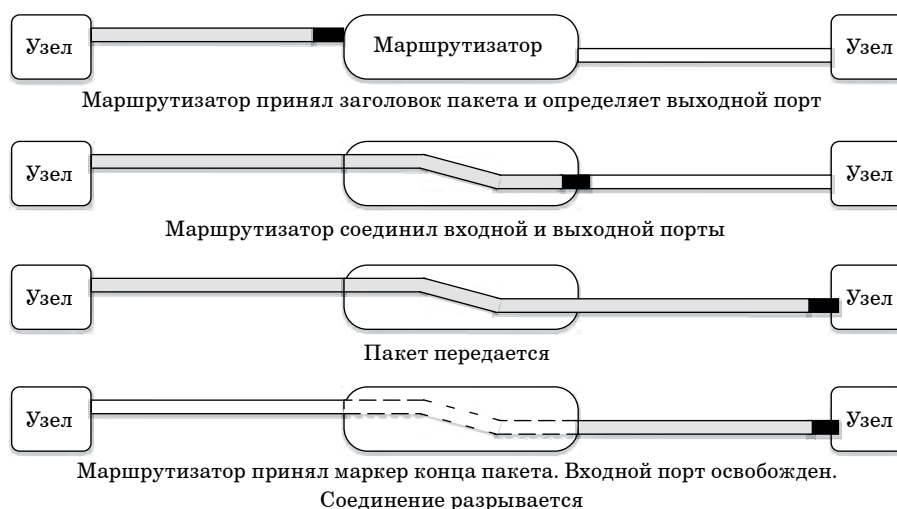 Узел Маршрутизатор Узел
Маршрутизатор принял заголовок пакета и определяет выходной порт
Узел Узел
Маршрутизатор соединил входной и выходной порты
Узел Узел
Пакет передается
Узел Узел
Маршрутизатор принял маркер конца пакета. Входной порт освобожден.
Соединение разрывается